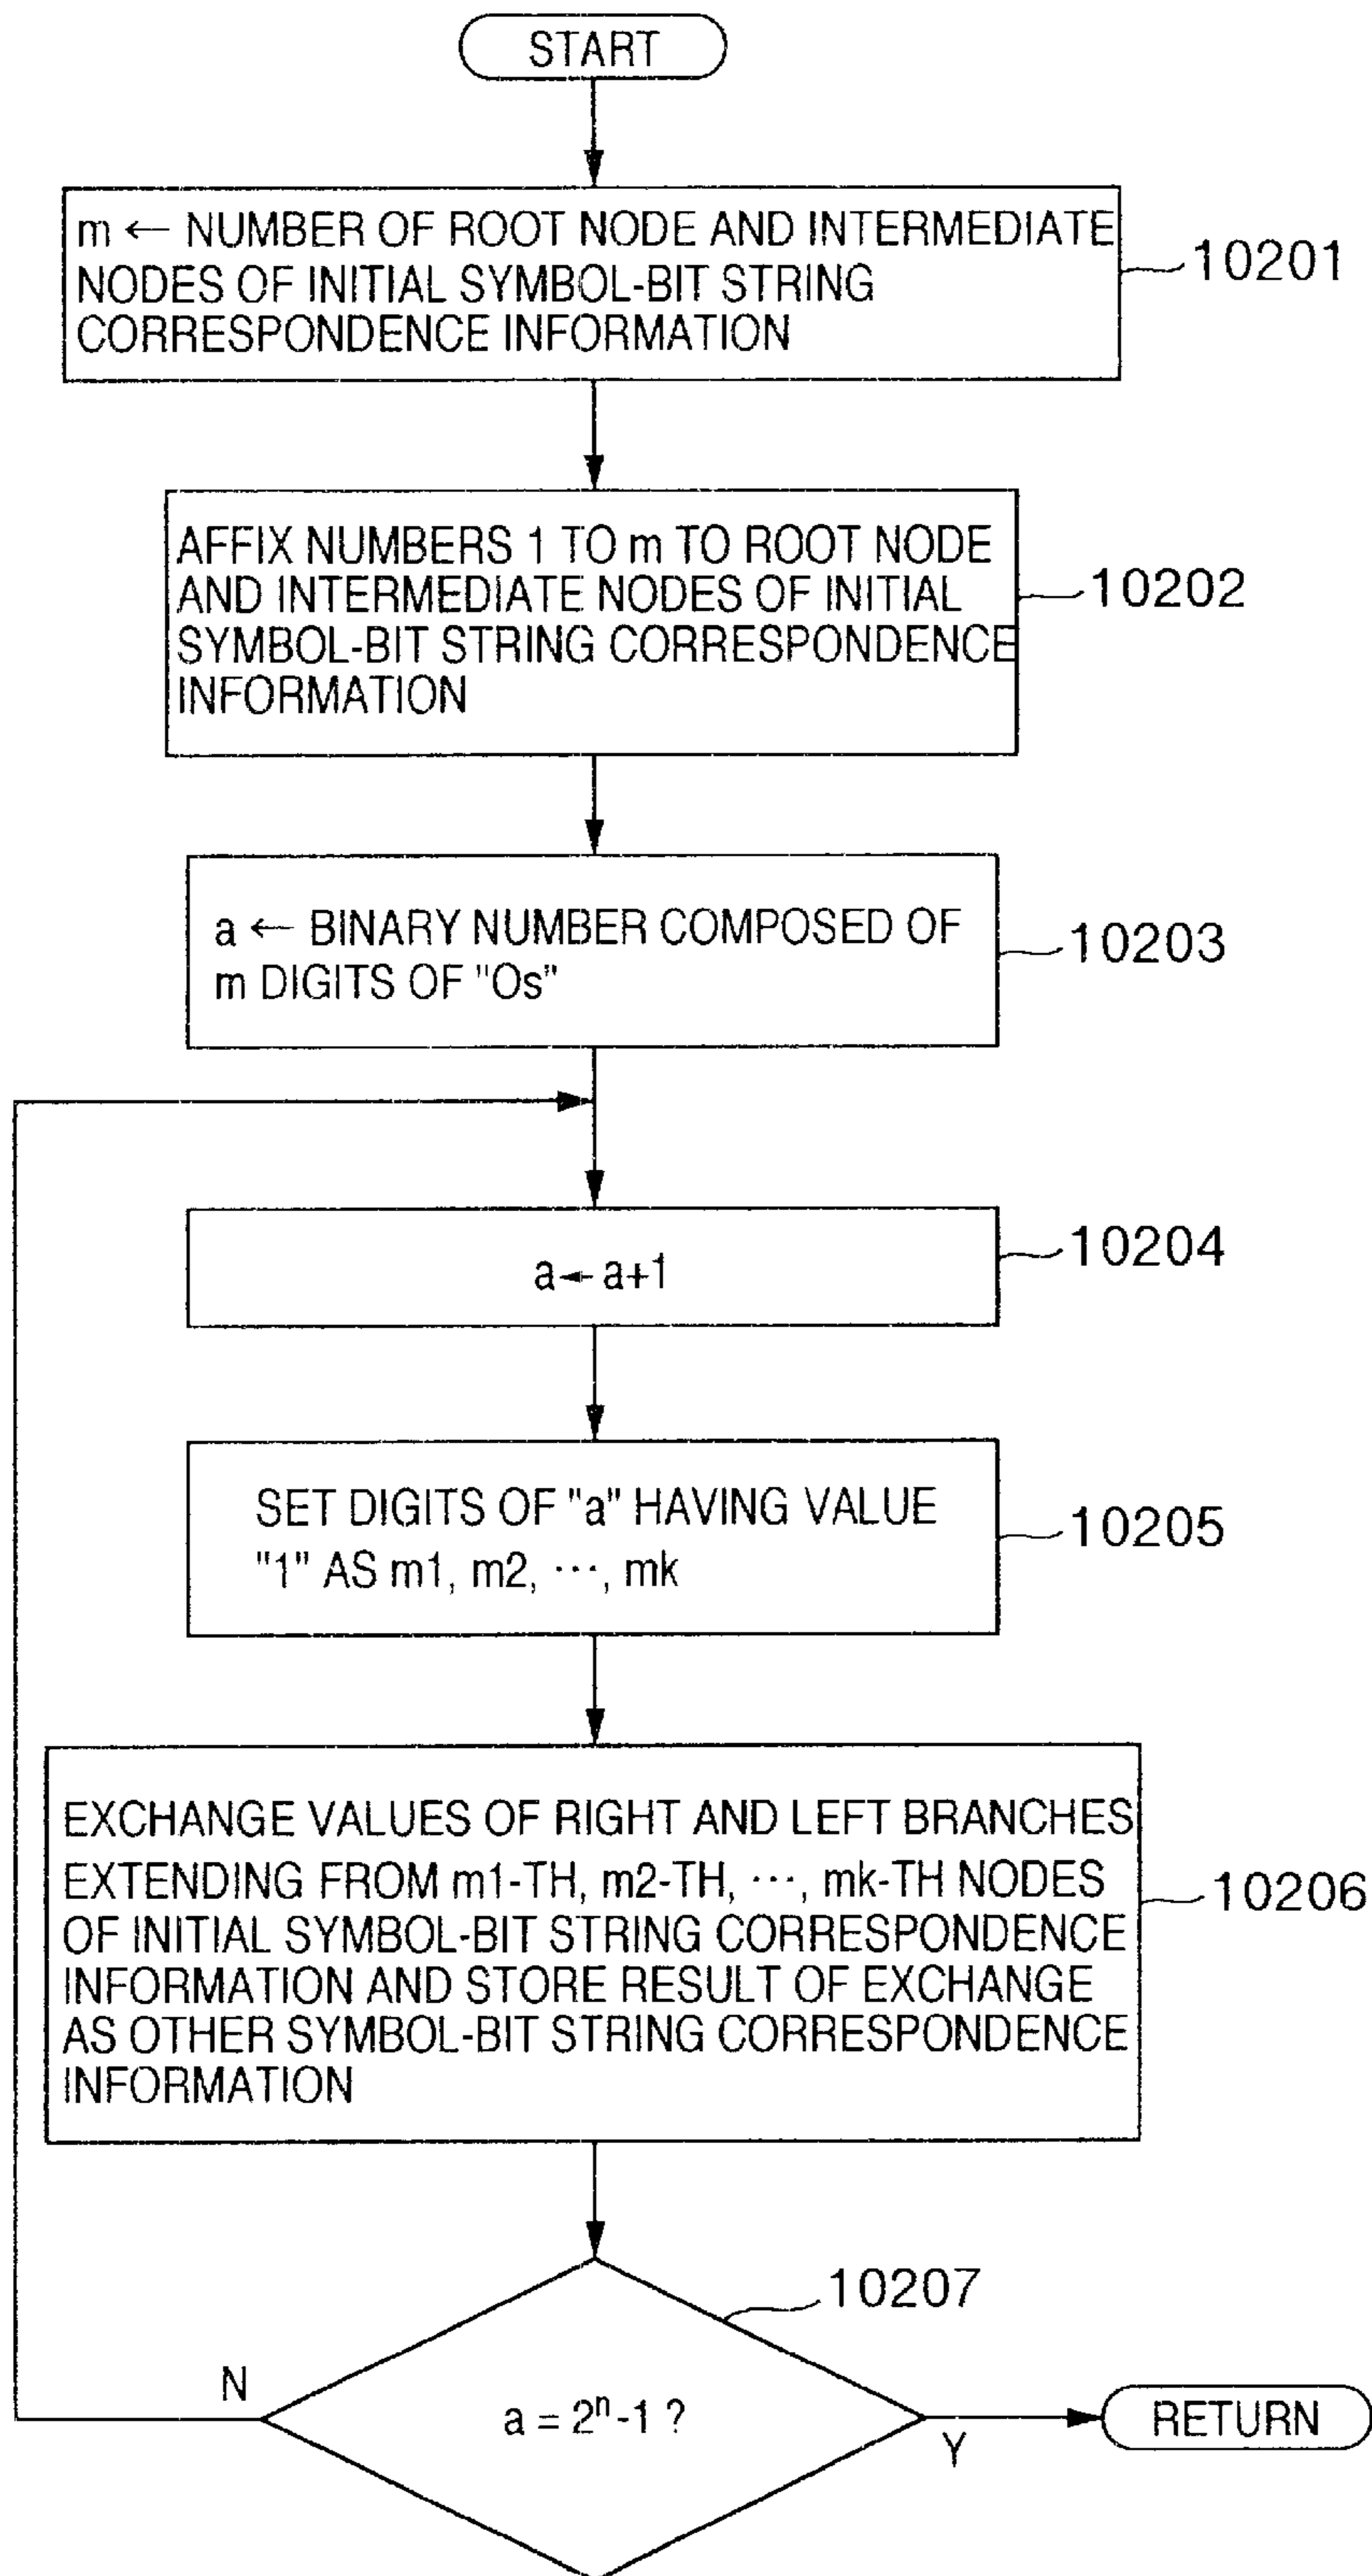 START
m ← NUMBER OF ROOT NODE AND INTERMEDIATE
NODES OF INITIAL SYMBOL-BIT STRING
CORRESPONDENCE INFORMATION
10201
AFFIX NUMBERS 1 TO m TO ROOT NODE
AND INTERMEDIATE NODES OF INITIAL
SYMBOL-BIT STRING CORRESPONDENCE
INFORMATION
10202
a ← BINARY NUMBER COMPOSED OF
m DIGITS OF "Os"
10203
a←a+1
10204
SET DIGITS OF "a" HAVING VALUE
"1" AS m1, m2, ···, mk
10205
EXCHANGE VALUES OF RIGHT AND LEFT BRANCHES
EXTENDING FROM m1-TH, m2-TH, ···, mk-TH NODES
OF INITIAL SYMBOL-BIT STRING CORRESPONDENCE
INFORMATION AND STORE RESULT OF EXCHANGE
AS OTHER SYMBOL-BIT STRING CORRESPONDENCE
INFORMATION
10206
10207
N
a = 2ⁿ-1 ?
Y
RETURN